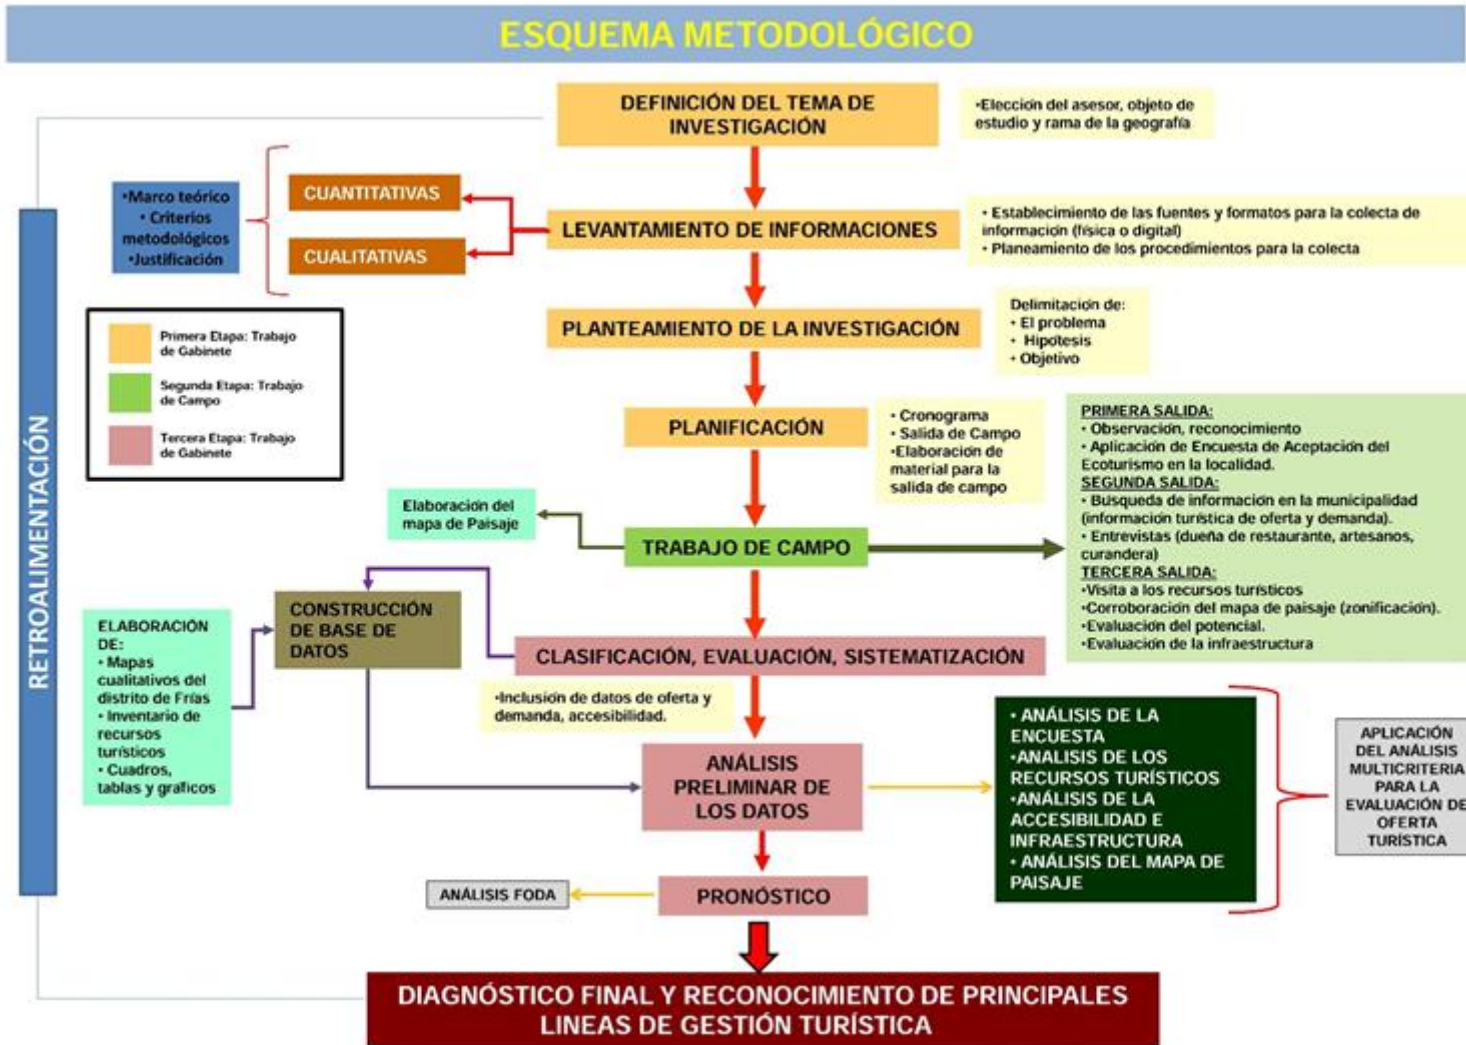 ESQUEMA METODOLÓGICO
DEFINICIÓN DEL TEMA DE
INVESTIGACIÓN
•Elección del asesor, objeto de
estudio y rama de la geografía
•Marco teórico
• Criterios
metodológicos
•Justificación
CUANTITATIVAS
CUALITATIVAS
LEVANTAMIENTO DE INFORMACIONES
• Establecimiento de las fuentes y formatos para la colecta de
información (física o digital)
• Planeamiento de los procedimientos para la colecta
Primera Etapa: Trabajo
de Gabinete
Segunda Etapa: Trabajo
de Campo
Tercera Etapa: Trabajo
de Gabinete
PLANTEAMIENTO DE LA INVESTIGACIÓN
Delimitación de:
• El problema
• Hipótesis
• Objetivo
PLANIFICACIÓN
• Cronograma
• Salida de Campo
•Elaboración de
material para la
salida de campo
PRIMERA SALIDA:
• Observación, reconocimiento
• Aplicación de Encuesta de Aceptación del
Ecoturismo en la localidad.
SEGUNDA SALIDA:
• Búsqueda de información en la municipalidad
(información turística de oferta y demanda).
• Entrevistas (dueña de restaurante, artesanos,
curandera)
TERCERA SALIDA:
•Visita a los recursos turísticos
•Corroboración del mapa de paisaje (zonificación).
•Evaluación del potencial.
•Evaluación de la infraestructura
RETROALIMENTACIÓN
Elaboración del
mapa de Paisaje
TRABAJO DE CAMPO
ELABORACIÓN
DE:
• Mapas
cualitativos del
distrito de Frías
• Inventario de
recursos
turísticos
• Cuadros,
tablas y graficos
CONSTRUCCIÓN
DE BASE DE
DATOS
CLASIFICACIÓN, EVALUACIÓN, SISTEMATIZACIÓN
•Inclusión de datos de oferta y
demanda, accesibilidad.
ANÁLISIS
PRELIMINAR DE
LOS DATOS
• ANÁLISIS DE LA
ENCUESTA
•ANALISIS DE LOS
RECURSOS TURÍSTICOS
•ANÁLISIS DE LA
ACCESIBILIDAD E
INFRAESTRUCTURA
• ANÁLISIS DEL MAPA DE
PAISAJE
APLICACIÓN
DEL ANÁLISIS
MULTICRITERIA
PARA LA
EVALUACIÓN DE
OFERTA
TURÍSTICA
ANÁLISIS FODA
PRONÓSTICO
DIAGNÓSTICO FINAL Y RECONOCIMIENTO DE PRINCIPALES
LINEAS DE GESTIÓN TURÍSTICA